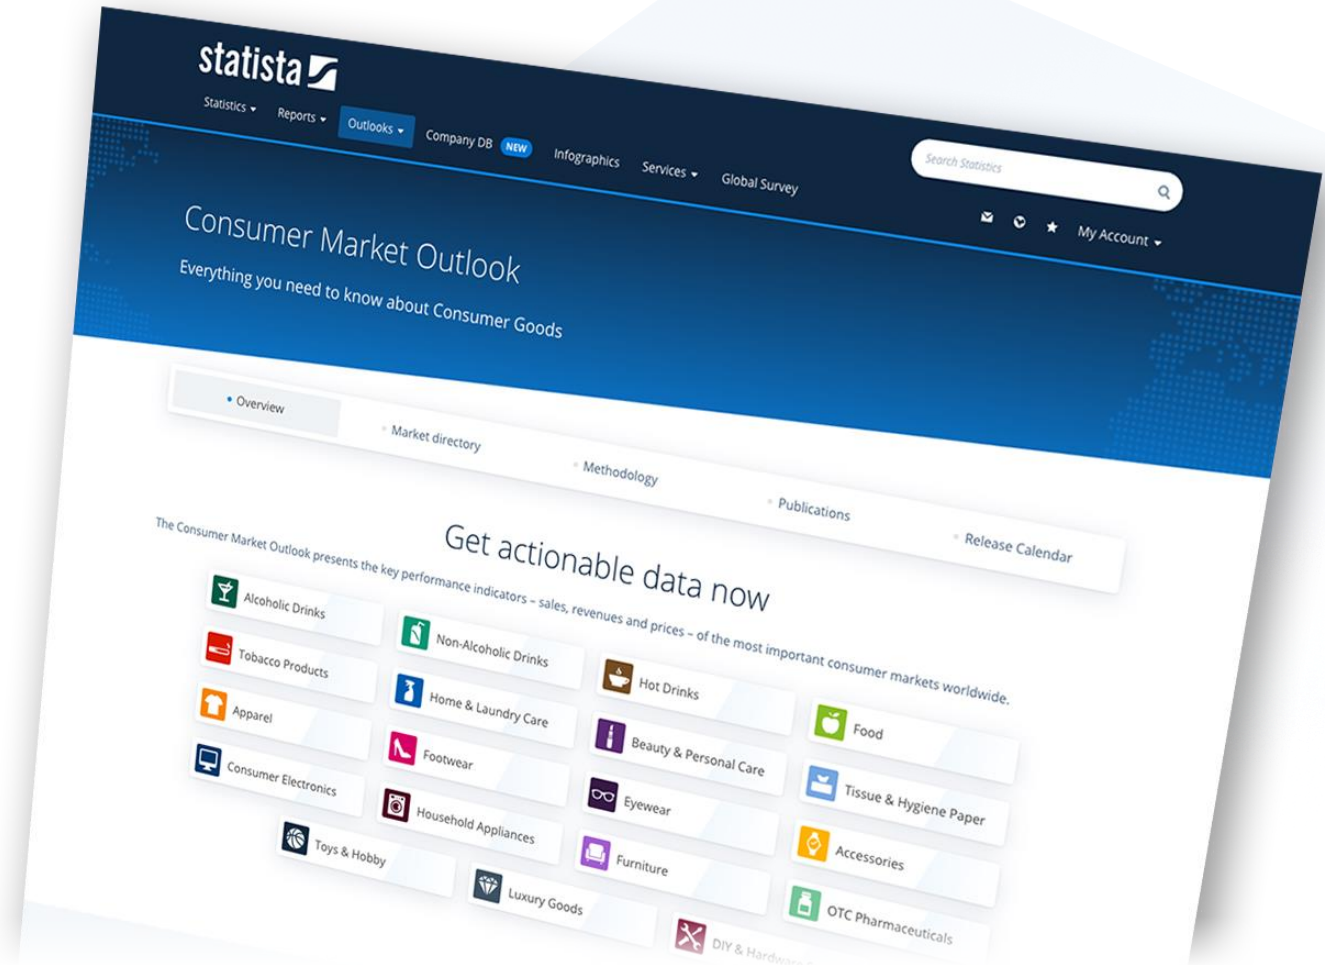 statista
Statistics
Reports
Outlooks
Company DB NEW
Infographics
Services
Global Survey
Search Statistics
My Account
Consumer Market Outlook
Everything you need to know about Consumer Goods
Overview
Market directory
Methodology
Publications
Release Calendar
Get actionable data now
The Consumer Market Outlook presents the key performance indicators – sales, revenues and prices – of the most important consumer markets worldwide.
Alcoholic Drinks
Non-Alcoholic Drinks
Hot Drinks
Food
Tobacco Products
Home & Laundry Care
Beauty & Personal Care
Tissue & Hygiene Paper
Apparel
Footwear
Eyewear
Accessories
Consumer Electronics
Household Appliances
Furniture
OTC Pharmaceuticals
Toys & Hobby
Luxury Goods
DIY & Hardware